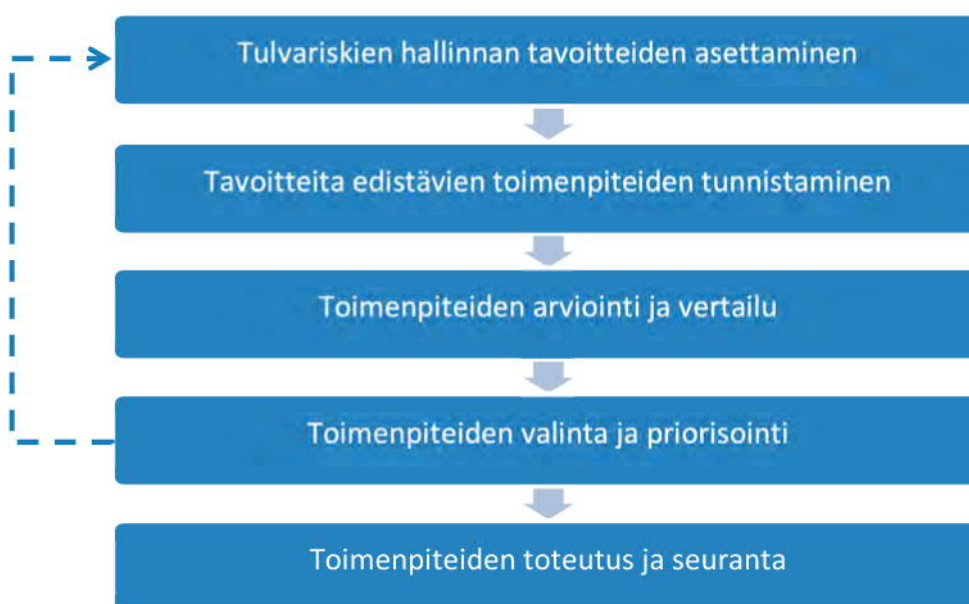 Tulvariskien hallinnan tavoitteiden asettaminen
Tavoitteita edistävien toimenpiteiden tunnistaminen
Toimenpiteiden arviointi ja vertailu
Toimenpiteiden valinta ja priorisointi
Toimenpiteiden toteutus ja seuranta